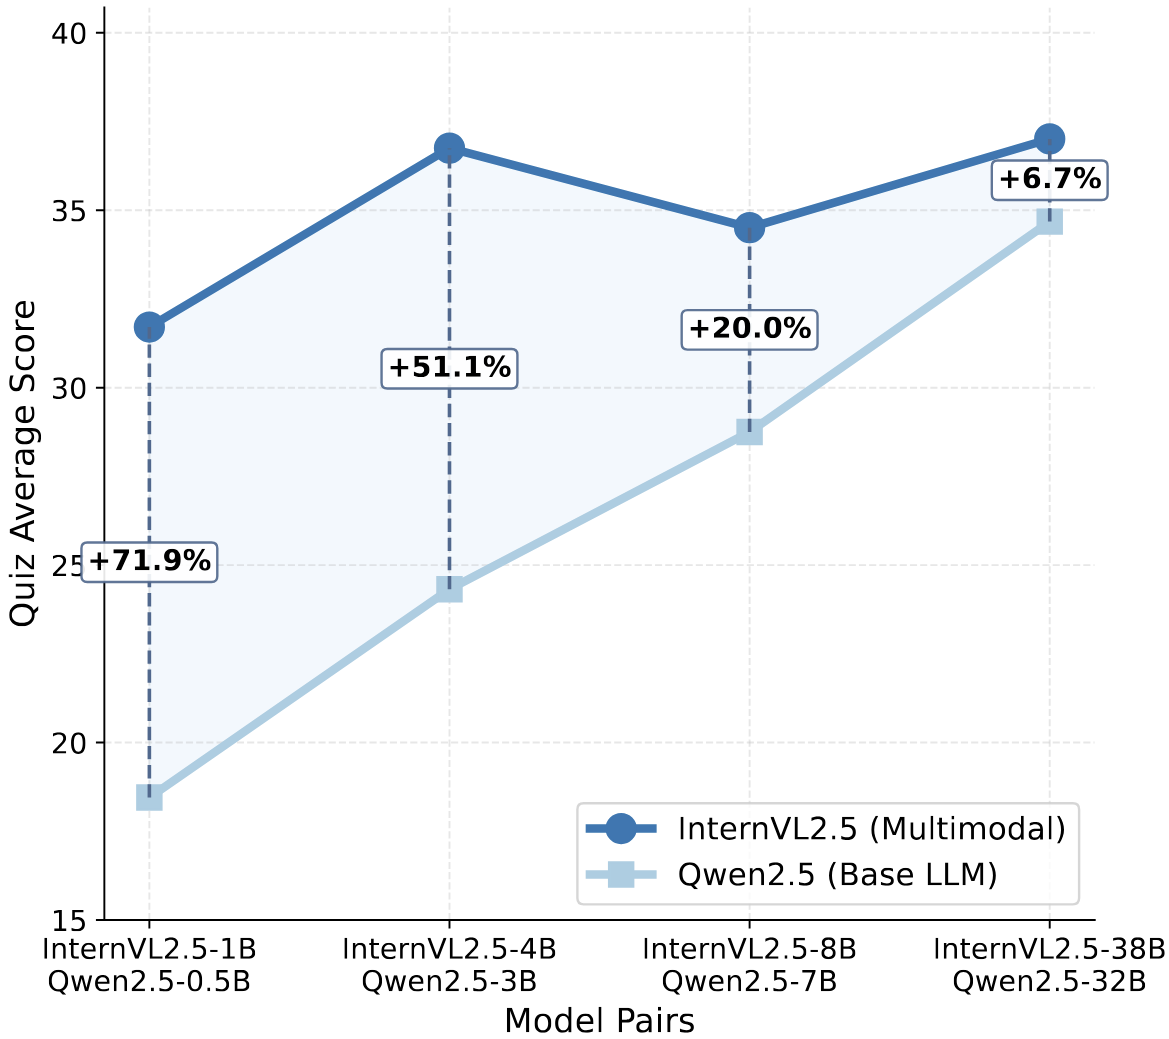 Quiz Average Score
40
35
30
25
20
15
+71.9%
+51.1%
+20.0%
+6.7%
InternVL2.5 (Multimodal)
Qwen2.5 (Base LLM)
InternVL2.5-1B
Qwen2.5-0.5B
InternVL2.5-4B
Qwen2.5-3B
InternVL2.5-8B
Qwen2.5-7B
InternVL2.5-38B
Qwen2.5-32B
Model Pairs